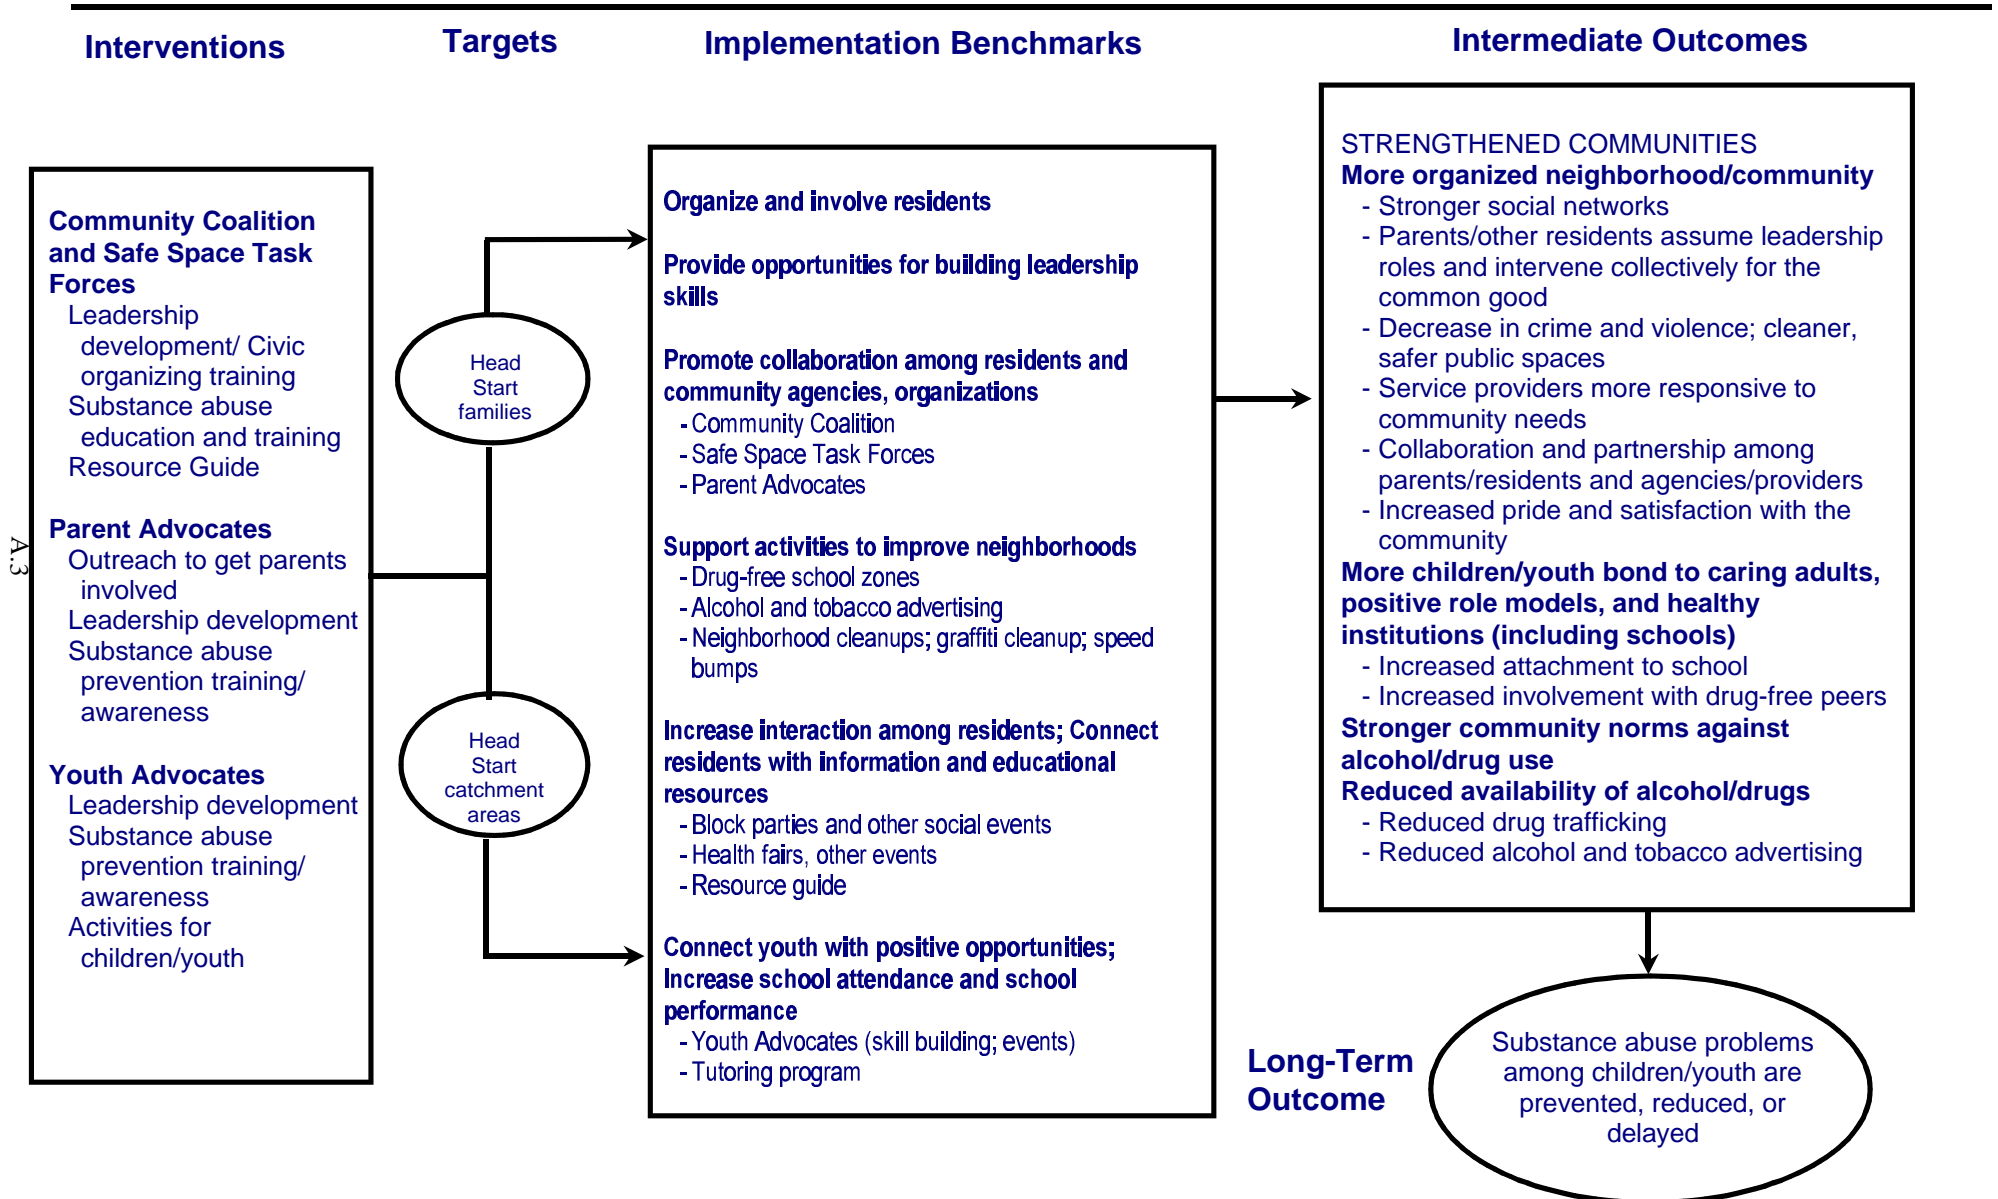 Interventions
Targets
Implementation Benchmarks
Intermediate Outcomes
Community Coalition
and Safe Space Task
Forces
Leadership
development/ Civic
organizing training
Substance abuse
education and training
Resource Guide
Parent Advocates
Outreach to get parents
involved
Leadership development
Substance abuse
prevention training/
awareness
Youth Advocates
Leadership development
Substance abuse
prevention training/
awareness
Activities for
children/youth
Head
Start
families
Head
Start
catchment
areas
Organize and involve residents
Provide opportunities for building leadership
skills
Promote collaboration among residents and
community agencies, organizations
- Community Coalition
- Safe Space Task Forces
- Parent Advocates
Support activities to improve neighborhoods
- Drug-free school zones
- Alcohol and tobacco advertising
- Neighborhood cleanups; graffiti cleanup; speed
bumps
Increase interaction among residents; Connect
residents with information and educational
resources
- Block parties and other social events
- Health fairs, other events
- Resource guide
Connect youth with positive opportunities;
Increase school attendance and school
performance
- Youth Advocates (skill building; events)
- Tutoring program
STRENGTHENED COMMUNITIES
More organized neighborhood/community
- Stronger social networks
- Parents/other residents assume leadership
roles and intervene collectively for the
common good
- Decrease in crime and violence; cleaner,
safer public spaces
- Service providers more responsive to
community needs
- Collaboration and partnership among
parents/residents and agencies/providers
- Increased pride and satisfaction with the
community
More children/youth bond to caring adults,
positive role models, and healthy
institutions (including schools)
- Increased attachment to school
- Increased involvement with drug-free peers
Stronger community norms against
alcohol/drug use
Reduced availability of alcohol/drugs
- Reduced drug trafficking
- Reduced alcohol and tobacco advertising
Long-Term
Outcome
Substance abuse problems
among children/youth are
prevented, reduced, or
delayed
A.3